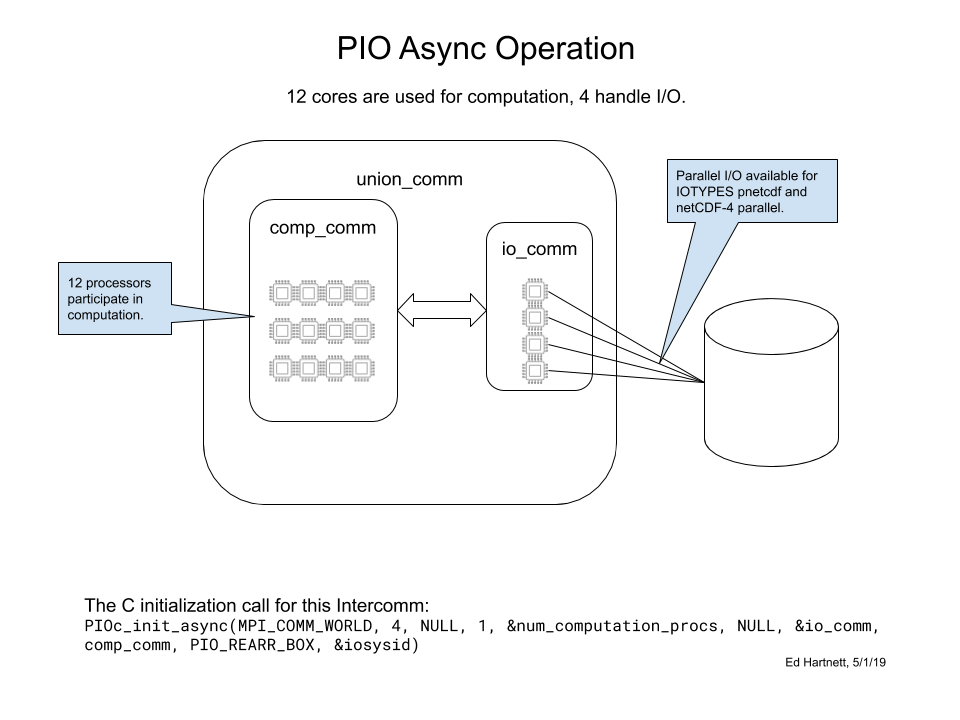 PIO Async Operation
12 cores are used for computation, 4 handle I/O.
union_comm
Parallel I/O available for
IOTYPES pnetcdf and
netCDF-4 parallel.
comp_comm
io_comm
12 processors
participate in
computation.
The C initialization call for this Intercomm:
PIOc_init_async(MPI_COMM_WORLD, 4, NULL, 1, &num_computation_procs, NULL, &io_comm,
comp_comm, PIO_REARR_BOX, &iosysid)
Ed Hartnett, 5/1/19